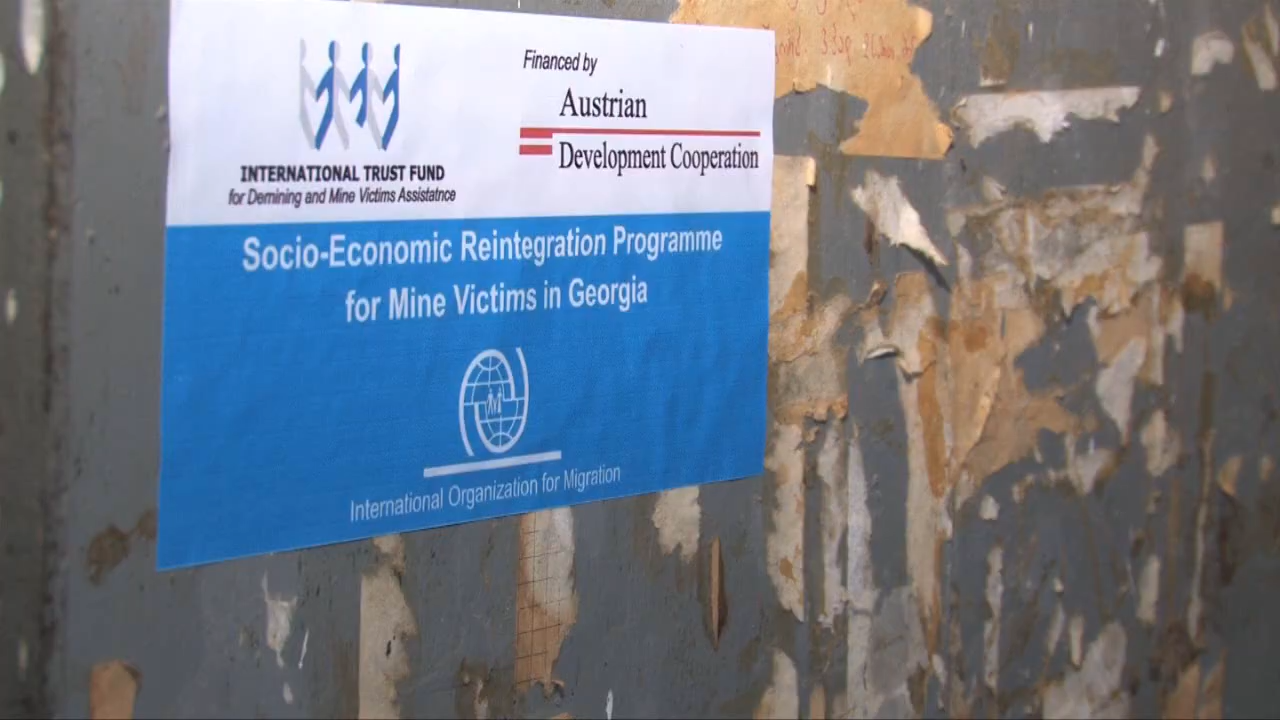 INTERNATIONAL TRUST FUND
for Demining and Mine Victims Assistatnce
Financed by
Austrian
Development Cooperation
Socio-Economic Reintegration Programme
for Mine Victims in Georgia
International Organization for Migration